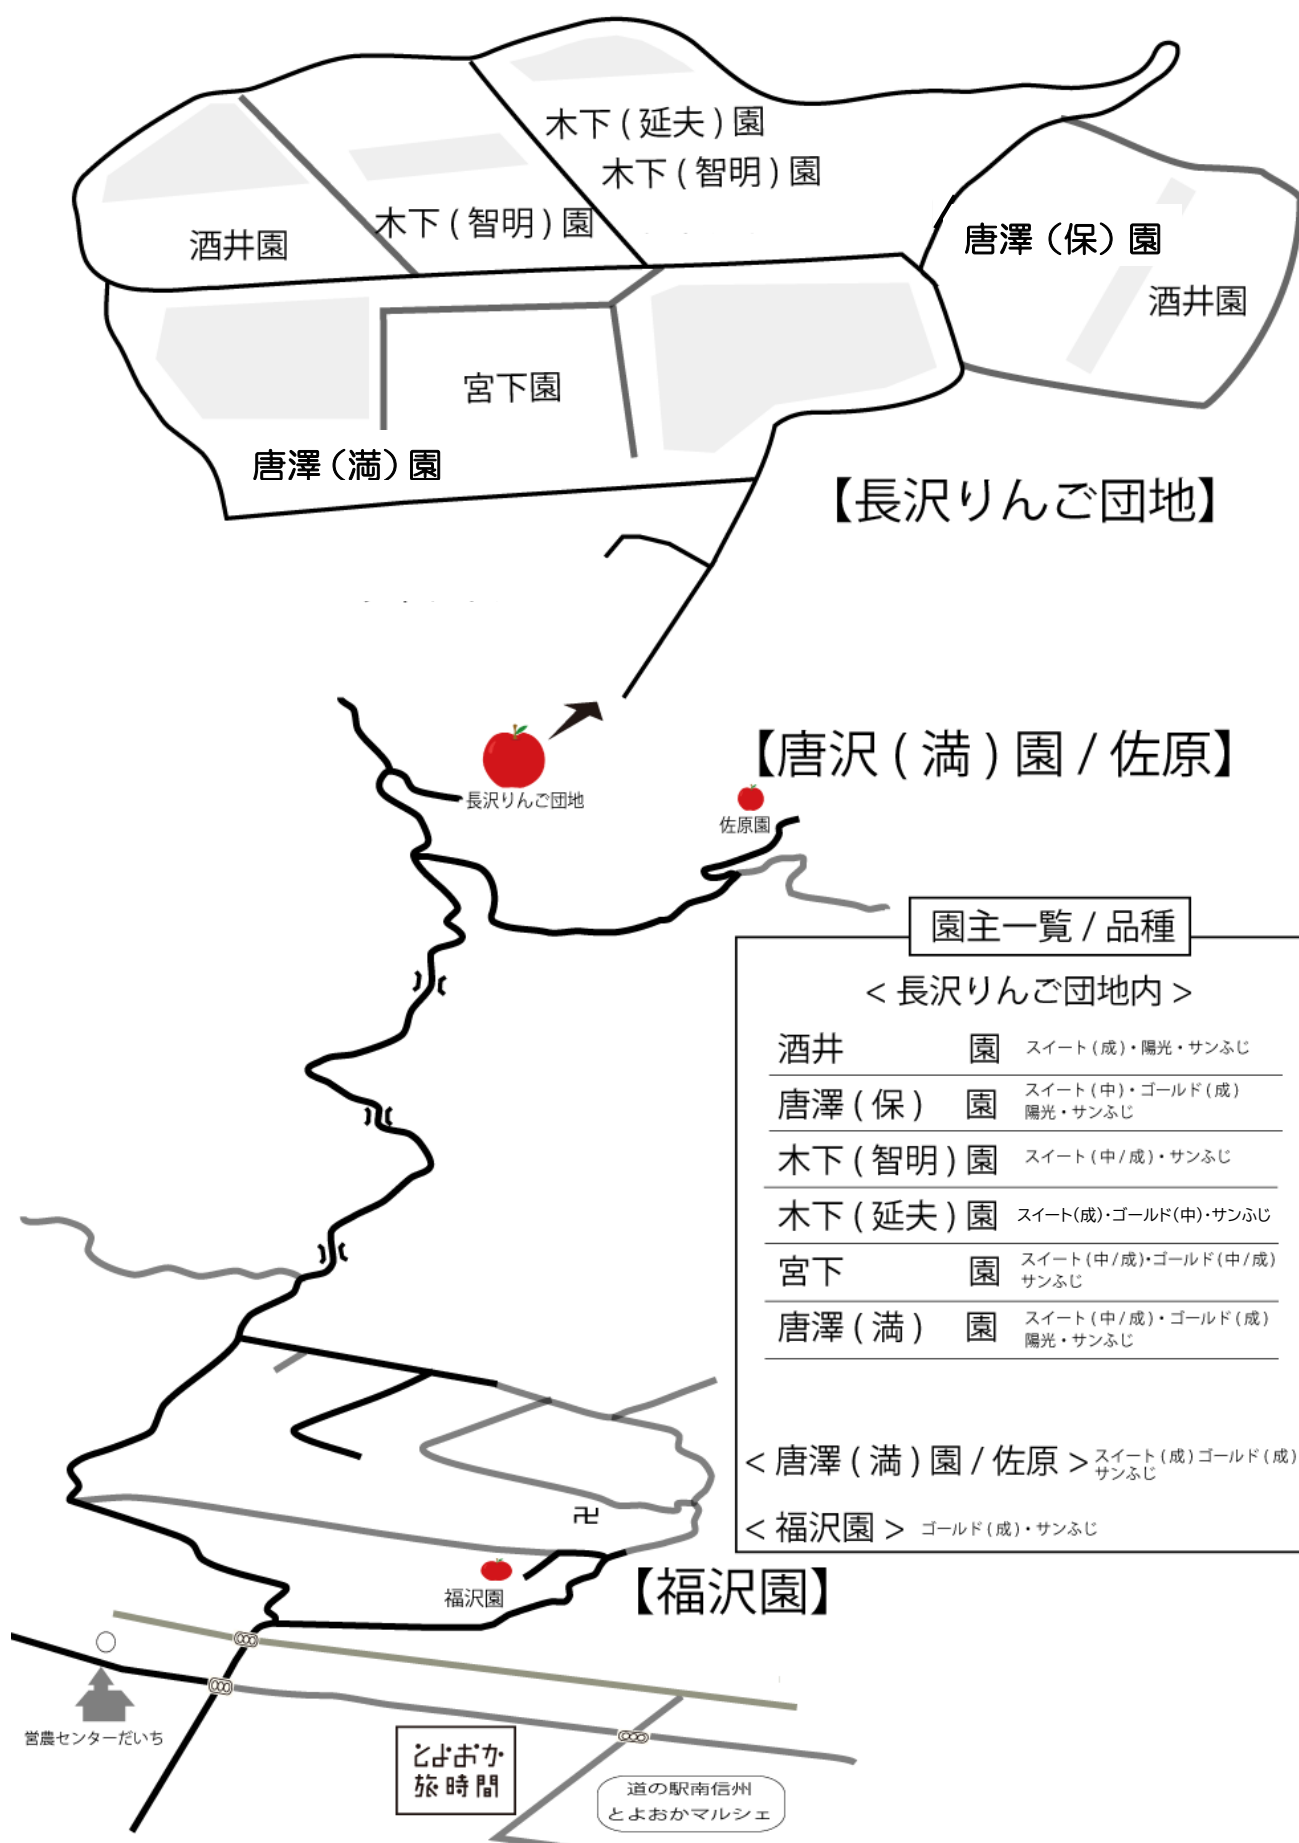 木下(延夫)園
木下(智明)園
木下(智明)園
酒井園
唐澤(保)園
酒井園
宮下園
唐澤(満)園
【長沢りんご団地】
【唐沢(満)園/佐原】
長沢りんご団地
佐原園
園主一覧/品種
<長沢りんご団地内>
酒井 園 スイート(成)・陽光・サンふじ
唐澤(保) 園 スイート(中)・ゴールド(成)
陽光・サンふじ
木下(智明)園 スイート(中/成)・サンふじ
木下(延夫)園 スイート(成)・ゴールド(中)・サンふじ
宮下 園 スイート(中/成)・ゴールド(中/成)
サンふじ
唐澤(満) 園 スイート(中/成)・ゴールド(成)
陽光・サンふじ
<唐澤(満)園/佐原> スイート(成)ゴールド(成)
サンふじ
<福沢園> ゴールド(成)・サンふじ
卍
福沢園
【福沢園】
営農センターだいち
とよおか
旅時間
道の駅南信州
とよおかマルシェ